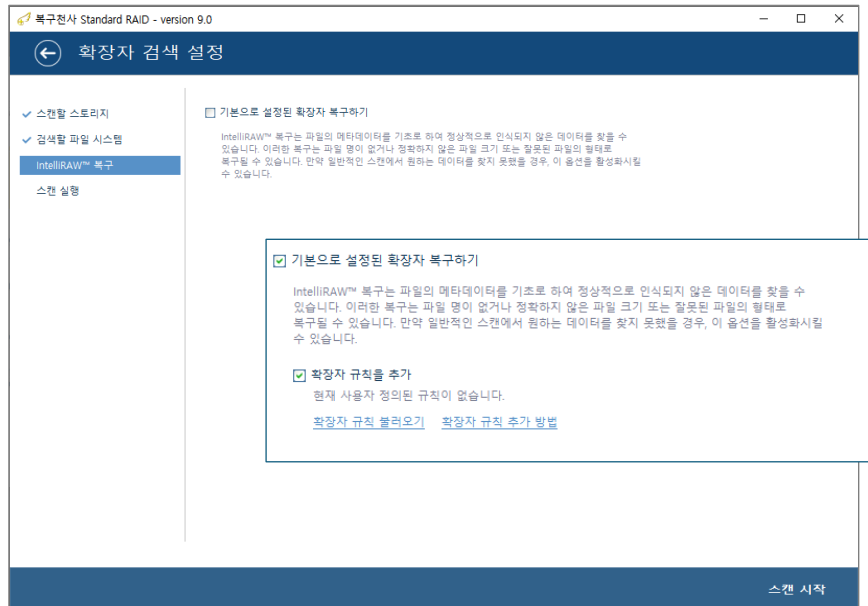 복구천사 Standard RAID - version 9.0
확장자 검색 설정
스캔할 스토리지
검색할 파일 시스템
IntelliRAW™ 복구
스캔 실행
기본으로 설정된 확장자 복구하기
IntelliRAW™ 복구는 파일의 메타데이터를 기초로 하여 정상적으로 인식되지 않은 데이터를 찾을 수
있습니다. 이러한 복구는 파일 명이 없거나 정확하지 않은 파일 크기 또는 잘못된 파일의 형태로
복구될 수 있습니다. 만약 일반적인 스캔에서 원하는 데이터를 찾지 못했을 경우, 이 옵션을 활성화시킬
수 있습니다.
기본으로 설정된 확장자 복구하기
IntelliRAW™ 복구는 파일의 메타데이터를 기초로 하여 정상적으로 인식되지 않은 데이터를 찾을 수
있습니다. 이러한 복구는 파일 명이 없거나 정확하지 않은 파일 크기 또는 잘못된 파일의 형태로
복구될 수 있습니다. 만약 일반적인 스캔에서 원하는 데이터를 찾지 못했을 경우, 이 옵션을 활성화시킬
수 있습니다.
확장자 규칙을 추가
현재 사용자 정의된 규칙이 없습니다.
확장자 규칙 불러오기 확장자 규칙 추가 방법
스캔 시작